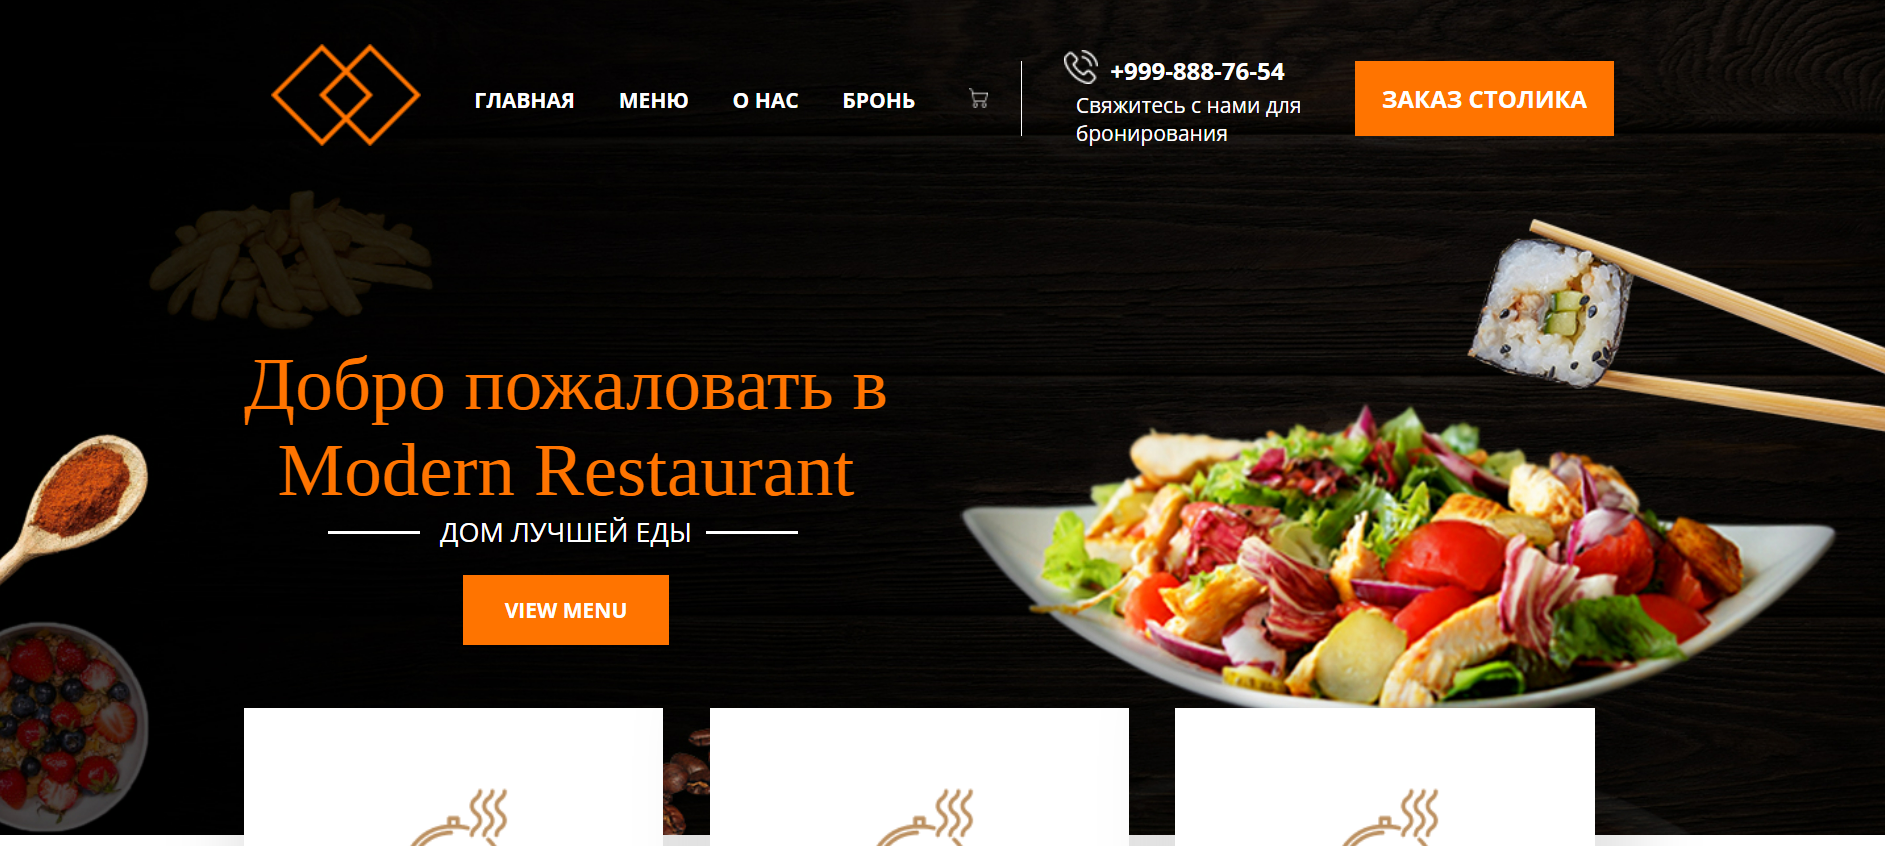 ГЛАВНАЯ МЕНЮ О НАС БРОНЬ
+999-888-76-54
Свяжитесь с нами для
бронирования
ЗАКАЗ СТОЛИКА
Добро пожаловать в
Modern Restaurant
ДОМ ЛУЧШЕЙ ЕДЫ
VIEW MENU